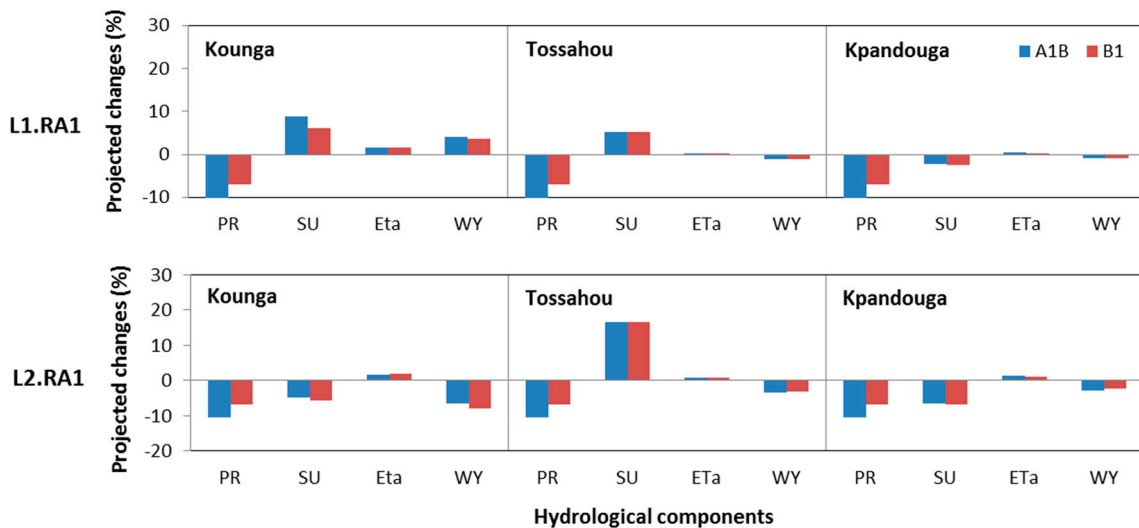 L1.RA1
Projected changes (%)
30
20
10
0
-10
Kounga
Tossahou
Kpandouga
A1B
B1
PR SU Eta WY PR SU ETa WY PR SU ETa WY
L2.RA1
Projected changes (%)
30
20
10
0
-10
-20
Kounga
Tossahou
Kpandouga
PR SU Eta WY PR SU ETa WY PR SU ETa WY
Hydrological components